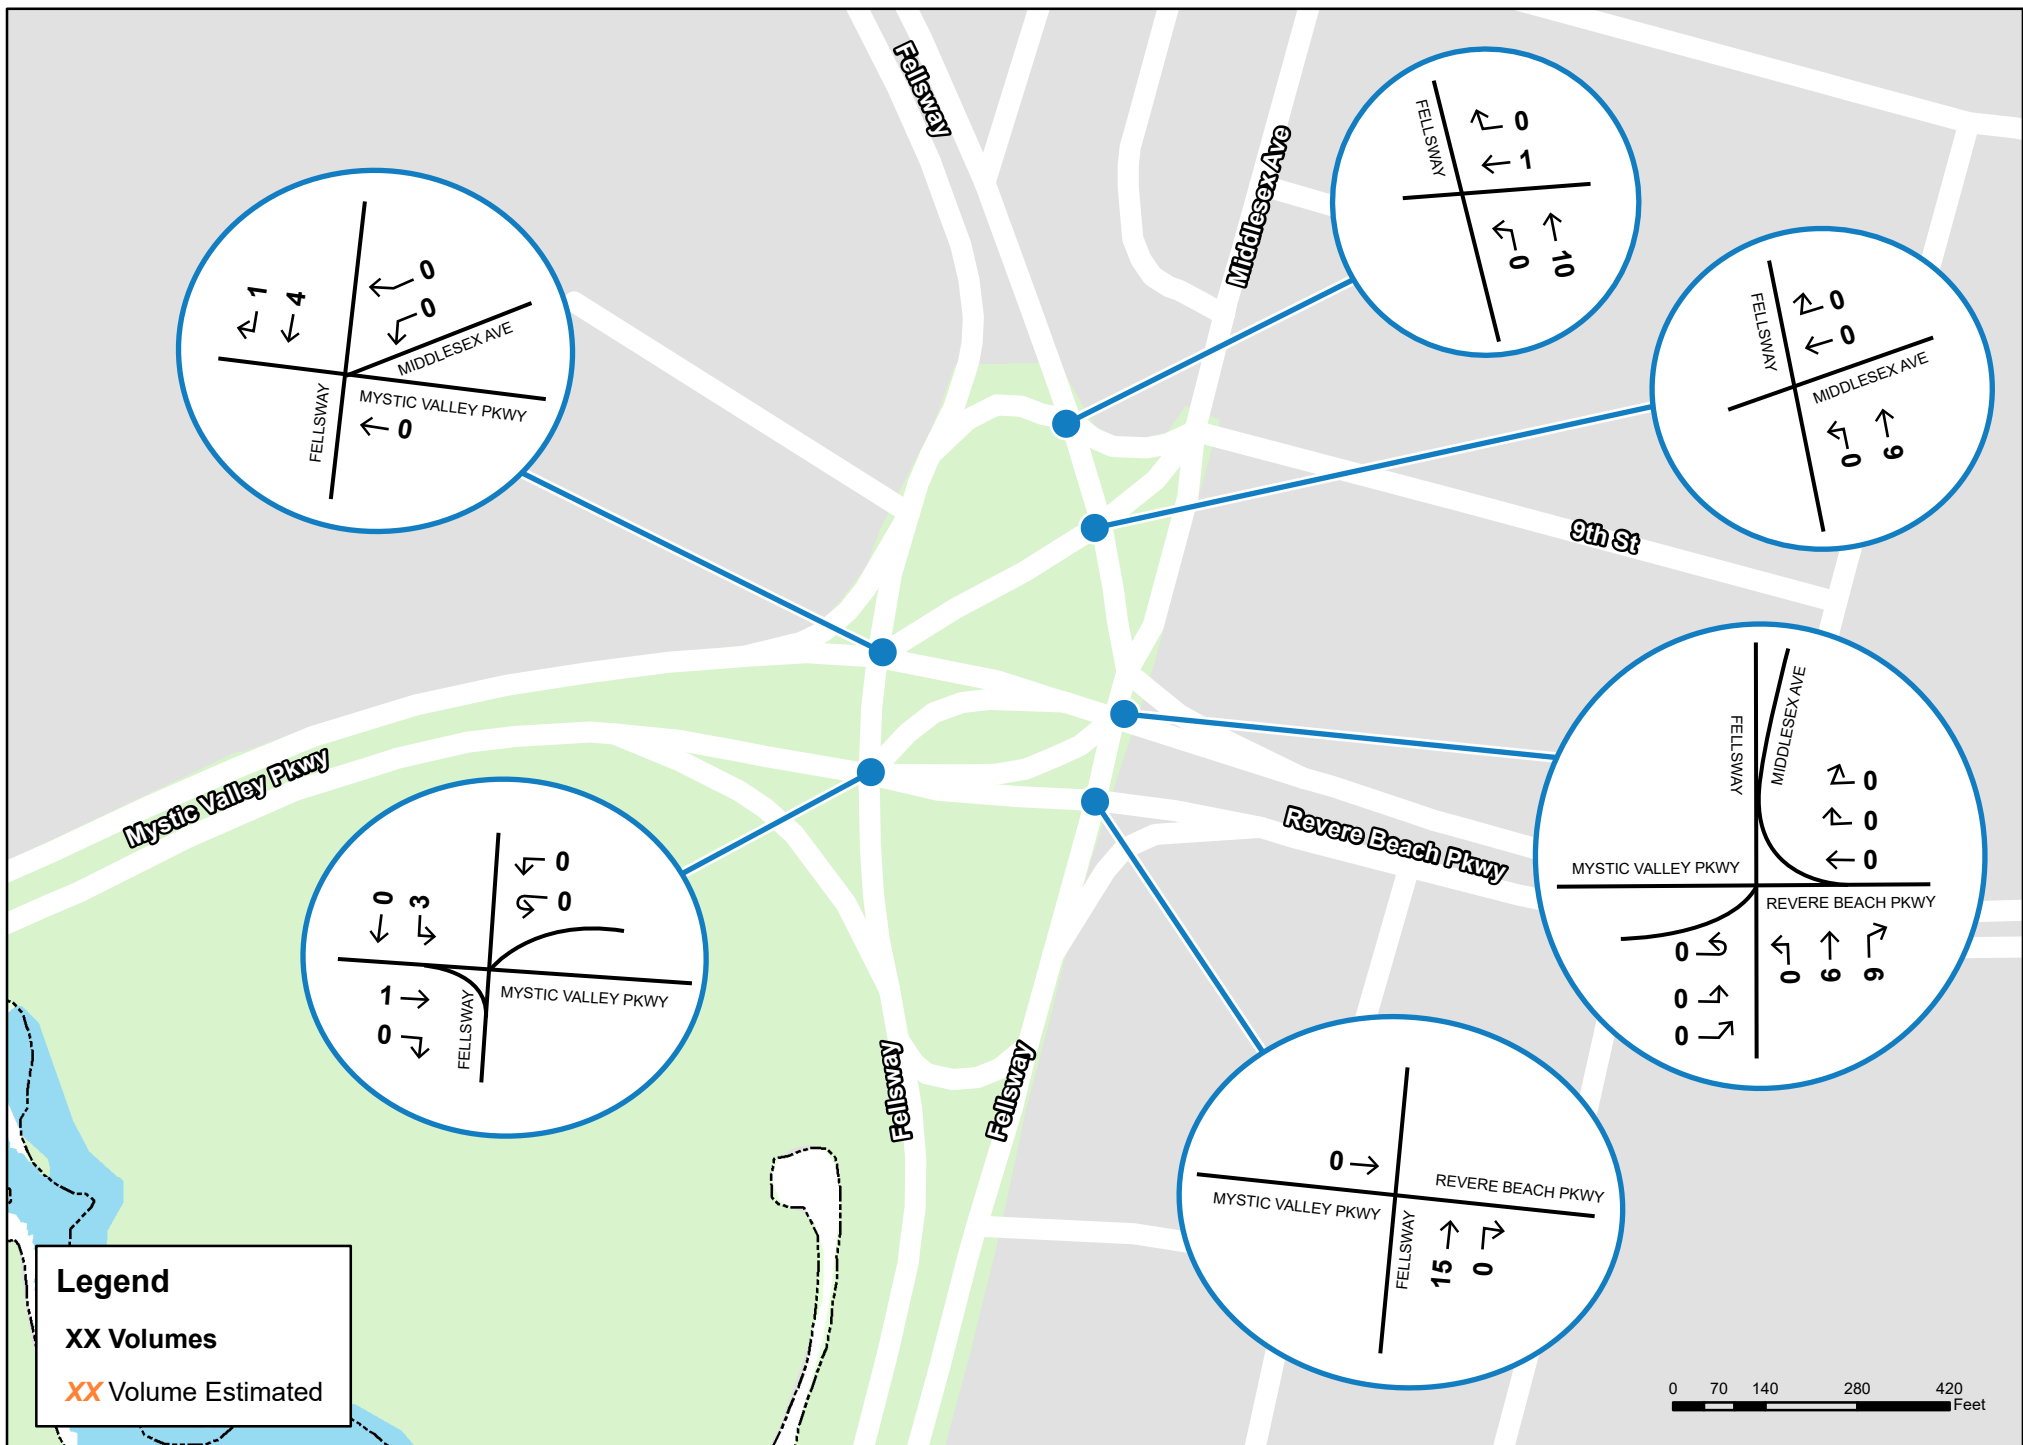 Fellsway
Middlesex Ave
FELLSWAY
0
1
0
10
FELLSWAY
0
0
MIDDLESEX AVE
0
9
1
4
0
0
MIDDLESEX AVE
MYSTIC VALLEY PKWY
FELLSWAY
0
9th St
Mystic Valley Pkwy
Revere Beach Pkwy
FELLSWAY
MIDDLESEX AVE
0
0
0
MYSTIC VALLEY PKWY
REVERE BEACH PKWY
0
0
0
0
9
6
0
3
0
0
1
0
FELLSWAY
MYSTIC VALLEY PKWY
Fellsway
Fellsway
0
REVERE BEACH PKWY
MYSTIC VALLEY PKWY
FELLSWAY
15
0
Legend
XX Volumes
XX Volume Estimated
0 70 140 280 420
Feet